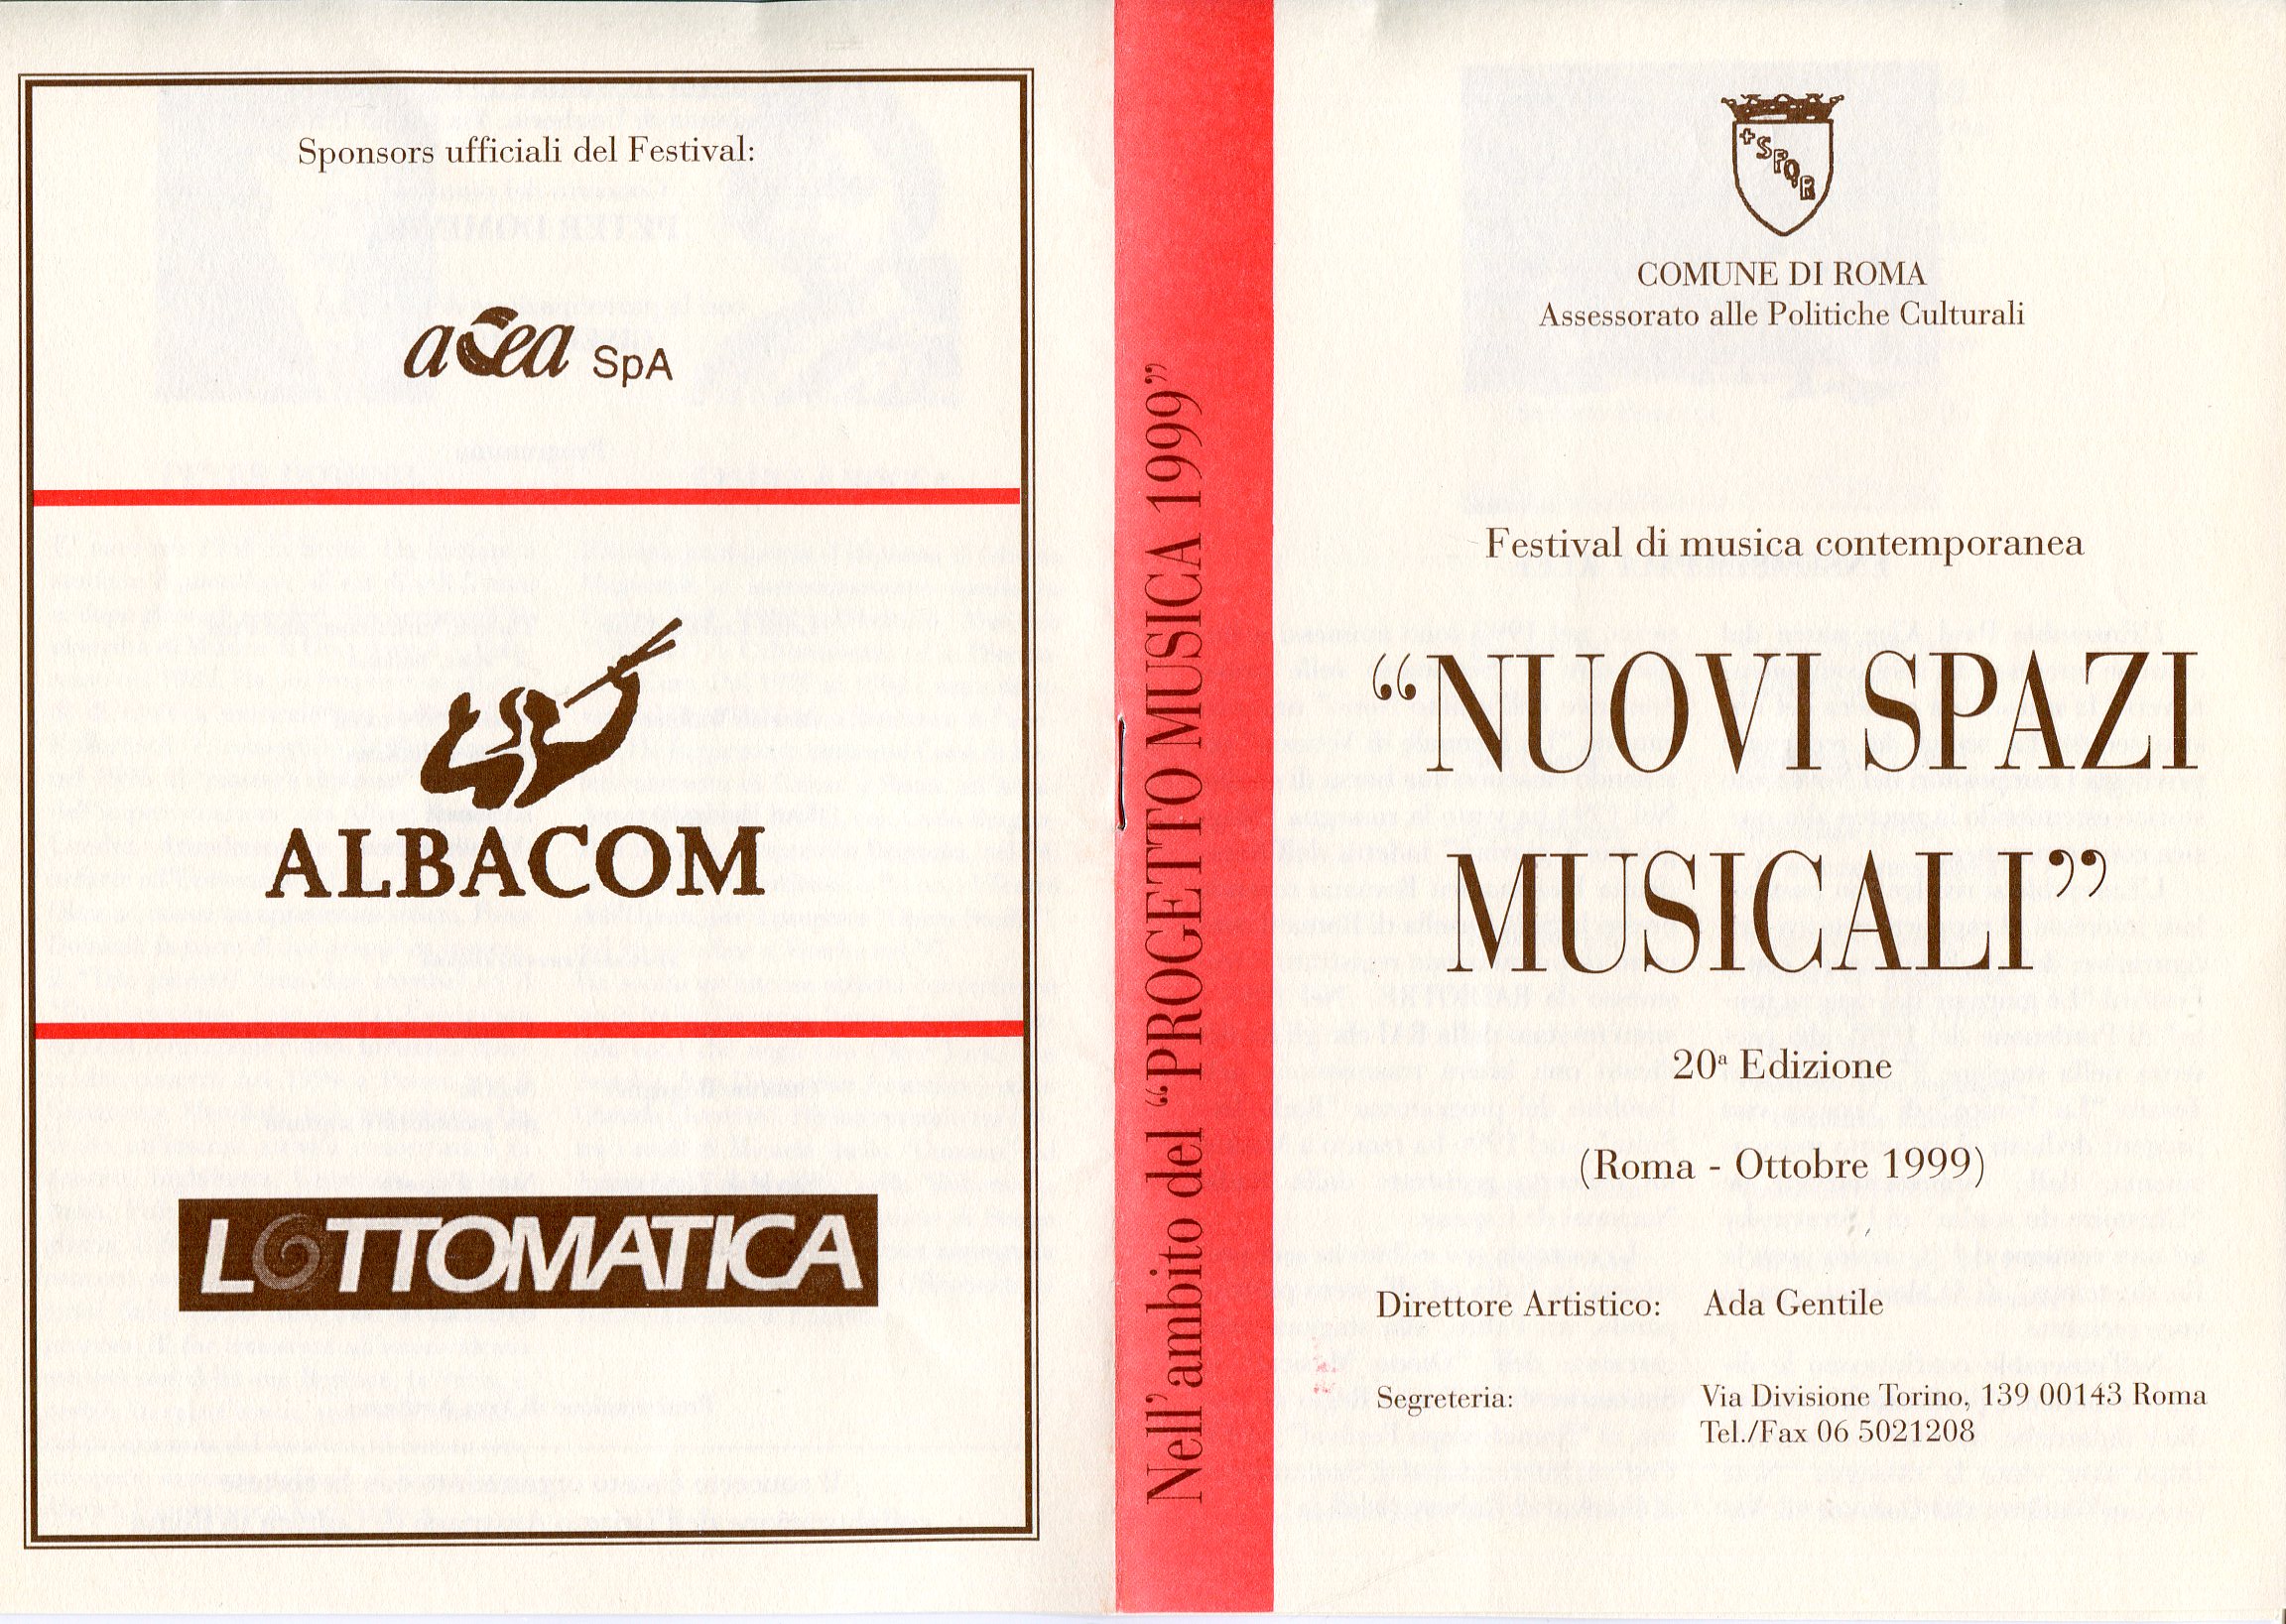 Sponsors ufficiali del Festival:
acea SpA
ALBACOM
LOTTOMATICA
Nell' ambito del “PROGETTO MUSICA 1999”
SPQR
COMUNE DI ROMA
Assessorato alle Politiche Culturali
Festival di musica contemporanea
“NUOVI SPAZI
MUSICALI”
20ª Edizione
(Roma - Ottobre 1999)
Direttore Artistico: Ada Gentile
Segreteria: Via Divisione Torino, 139 00143 Roma
Tel./Fax 06 5021208